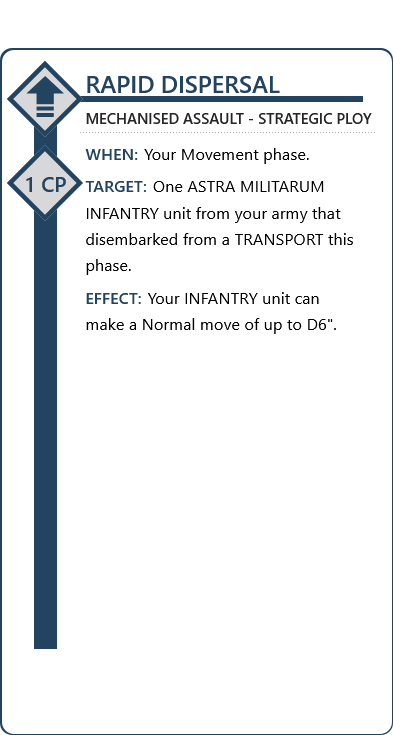 RAPID DISPERSAL
MECHANISED ASSAULT - STRATEGIC PLOY
WHEN: Your Movement phase.
1 CP
TARGET: One ASTRA MILITARUM
INFANTRY unit from your army that
disembarked from a TRANSPORT this
phase.
EFFECT: Your INFANTRY unit can
make a Normal move of up to D6".